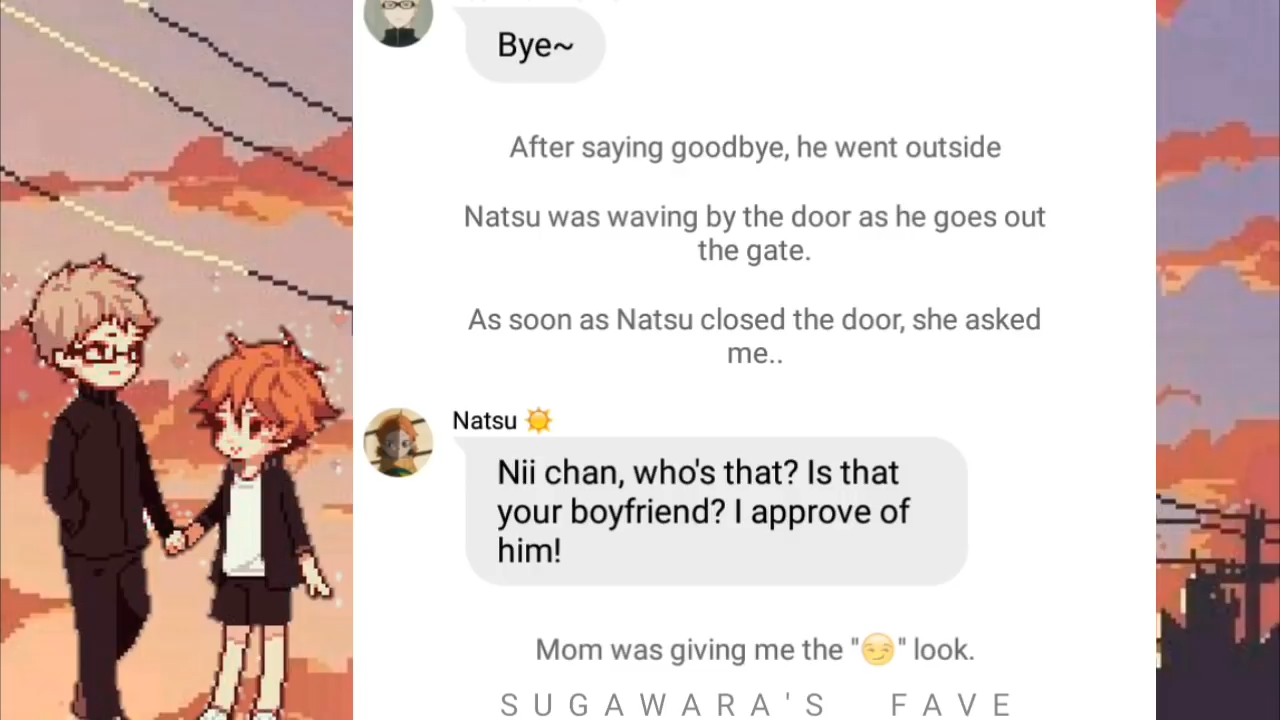 Bye~
After saying goodbye, he went outside
Natsu was waving by the door as he goes out
the gate.
As soon as Natsu closed the door, she asked
me..
Natsu ☀️
Nii chan, who's that? Is that
your boyfriend? I approve of
him!
Mom was giving me the "😏" look.
SUGAWARA'S FAVE